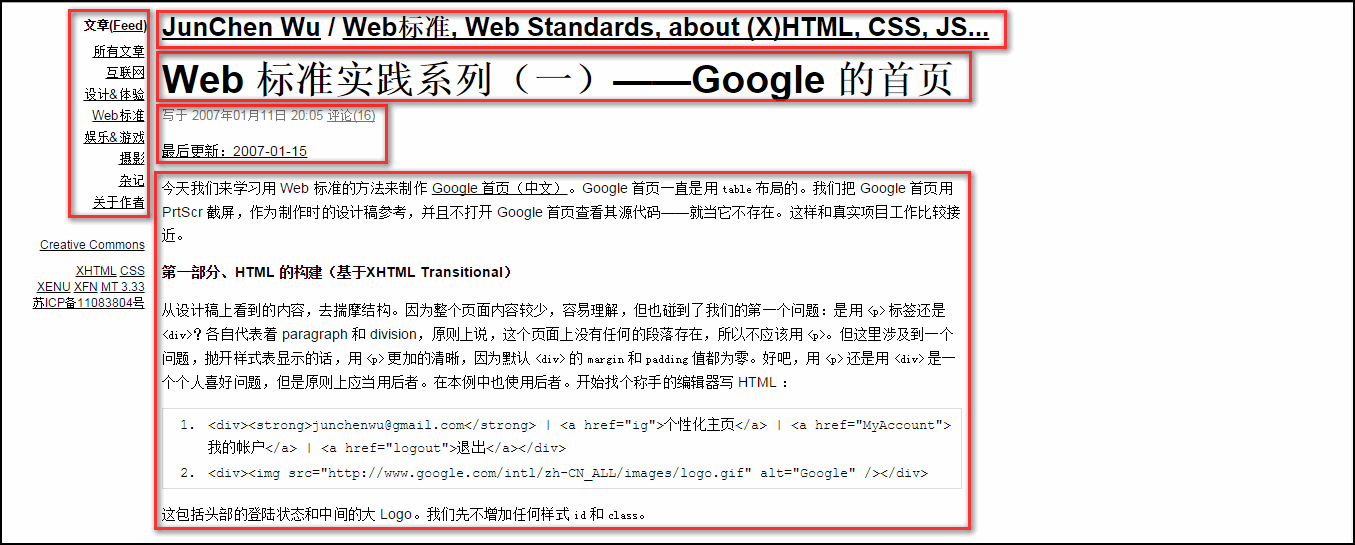 文章(Feed)
所有文章
互联网
设计&体验
Web标准
娱乐&游戏
摄影
杂记
关于作者
Creative Commons
XHTML CSS
XENU XFN MT 3.33
苏ICP备11083804号
JunChen Wu / Web标准, Web Standards, about (X)HTML, CSS, JS...
Web 标准实践系列（一）——Google 的首页
写于 2007年01月11日 20:05 评论(16)
最后更新：2007-01-15
今天我们来学习用 Web 标准的方法来制作 Google 首页（中文）。Google 首页一直是用 table 布局的。我们把 Google 首页用
PrtScr 截屏，作为制作时的设计稿参考，并且不打开 Google 首页查看其源代码——就当它不存在。这样和真实项目工作比较接
近。
第一部分、HTML 的构建（基于XHTML Transitional）
从设计稿上看到的内容，去揣摩结构。因为整个页面内容较少，容易理解，但也碰到了我们的第一个问题：是用 <p> 标签还是
<div>？各自代表着 paragraph 和 division，原则上说，这个页面上没有任何的段落存在，所以不应该用 <p>。但这里涉及到一个
问题，抛开样式表显示的话，用 <p> 更加的清晰，因为默认 <div> 的 margin 和 padding 值都为零。好吧，用 <p> 还是用 <div> 是一
个个人喜好问题，但是原则上应当用后者。在本例中也使用后者。开始找个称手的编辑器写 HTML ：
1. <div><strong>junchenwu@gmail.com</strong> | <a href="ig">个性化主页</a> | <a href="MyAccount">
我的帐户</a> | <a href="logout">退出</a></div>
2. <div><img src="http://www.google.com/intl/zh-CN_ALL/images/logo.gif" alt="Google" /></div>
这包括头部的登陆状态和中间的大 Logo。我们先不增加任何样式 id 和 class。